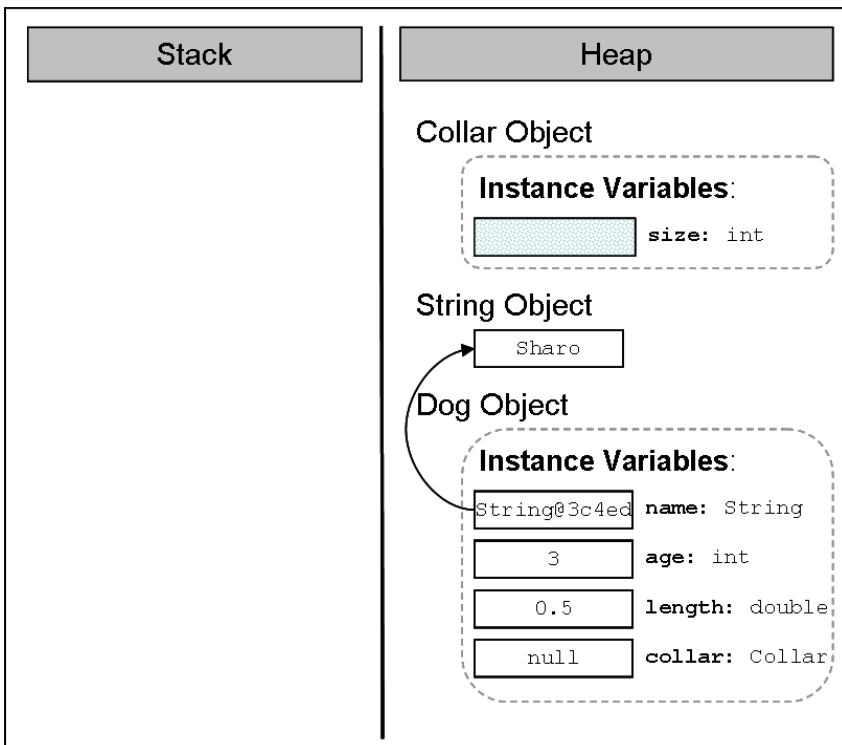 Stack
Heap
Collar Object
Instance Variables:
size: int
String Object
Sharo
Dog Object
Instance Variables:
String@3c4ed name: String
3 age: int
0.5 length: double
null collar: Collar